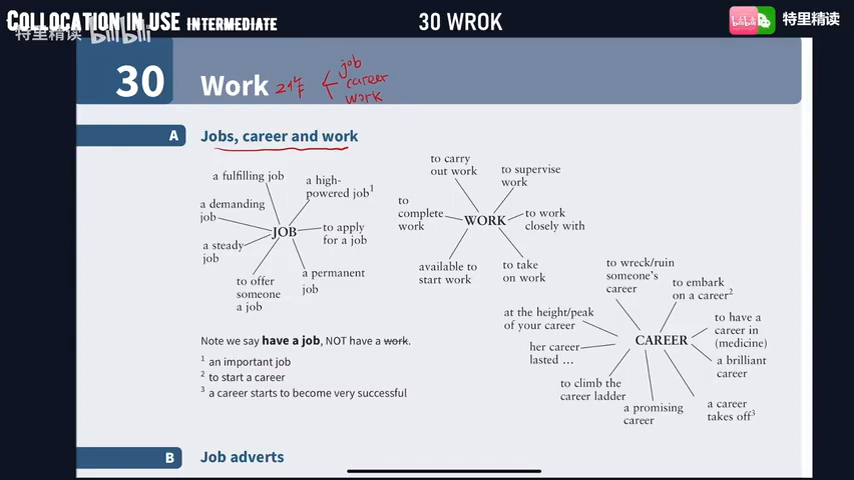 COLLOCATION IN USE INTERMEDIATE
30 WROK
特里精读
特里精读
bilibili
30
Work
工作
job
career
work
A
Jobs, career and work
a fulfilling job
a high-
powered job1
a demanding
job
JOB
to apply
for a job
a steady
job
to offer
someone
a job
a permanent
job
to carry
out work
to supervise
work
to
complete
work
WORK
to work
closely with
available to
start work
to take
on work
to wreck/ruin
someone's
career
to embark
on a career2
at the height/peak
of your career
to have a
career in
(medicine)
CAREER
her career
lasted ...
a brilliant
career
to climb the
career ladder
a promising
career
a career
takes off3
Note we say have a job, NOT have a work.
1 an important job
2 to start a career
3 a career starts to become very successful
B
Job adverts